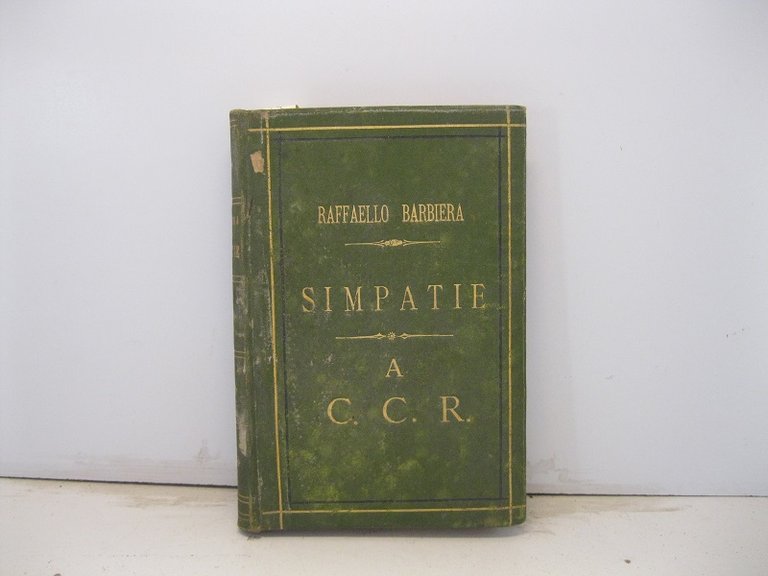 RAFFAELLO BARBIERA
SIMPATIE
A
C. C. R.